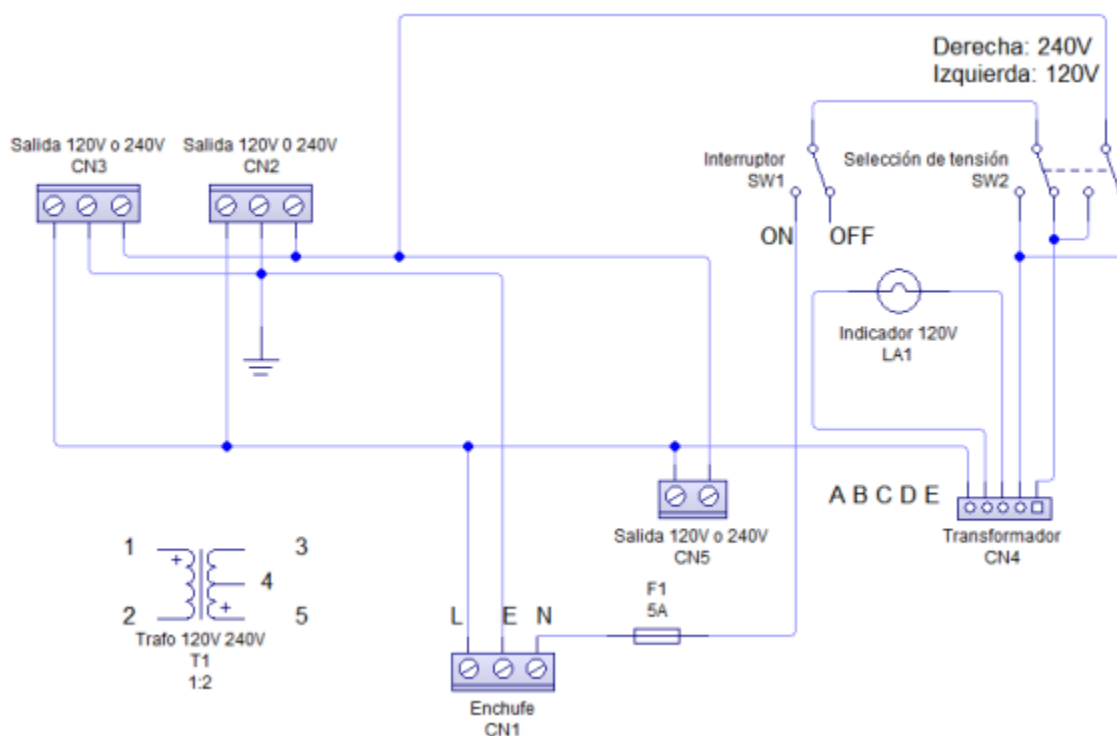 Derecha: 240V
Izquierda: 120V
Salida 120V o 240V
CN3
Salida 120V 0 240V
CN2
Interruptor
SW1
Selección de tensión
SW2
ON OFF
Indicador 120V
LA1
A B C D E
Transformador
CN4
Salida 120V o 240V
CN5
1
2
3
4
5
+
+
Trafo 120V 240V
T1
1:2
F1
5A
L E N
Enchufe
CN1